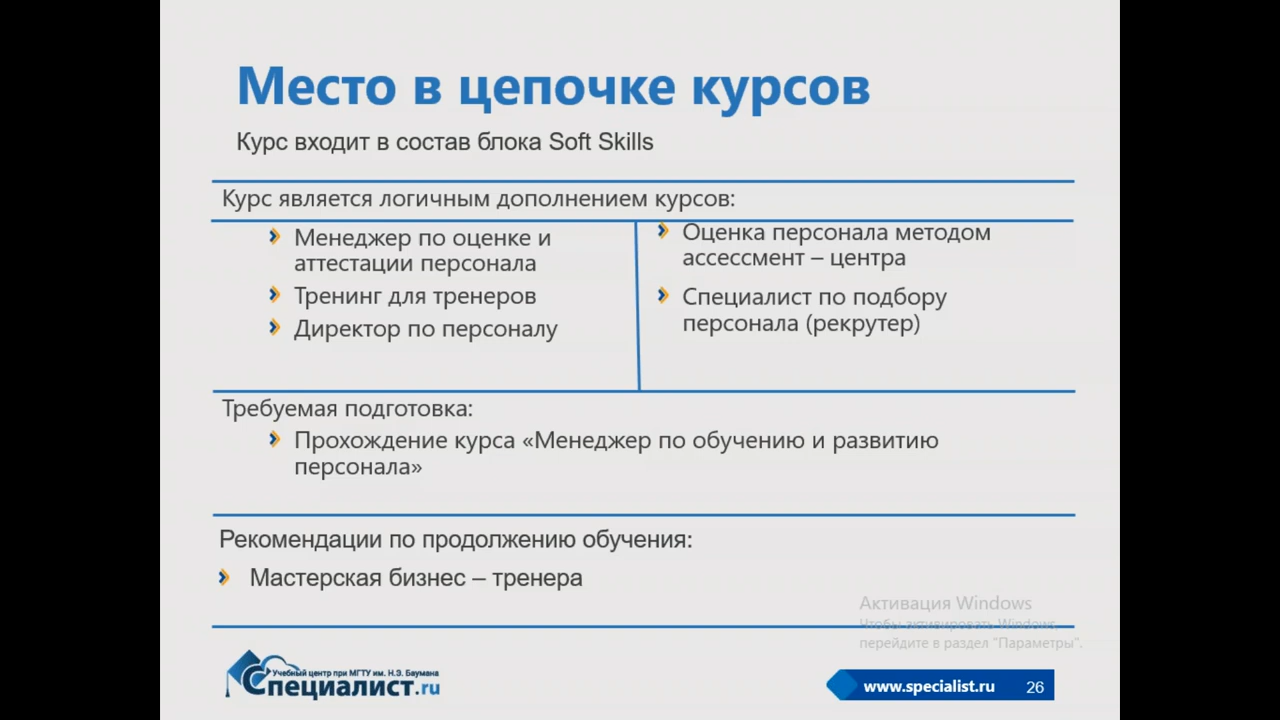 Место в цепочке курсов
Курс входит в состав блока Soft Skills
Курс является логичным дополнением курсов:
Менеджер по оценке и
аттестации персонала
Тренинг для тренеров
Директор по персоналу
Оценка персонала методом
ассессмент – центра
Специалист по подбору
персонала (рекрутер)
Требуемая подготовка:
Прохождение курса «Менеджер по обучению и развитию
персонала»
Рекомендации по продолжению обучения:
Мастерская бизнес – тренера
Активация Windows
Чтобы активировать Windows,
перейдите в раздел "Параметры".
Учебный центр при МГТУ им. Н.Э. Баумана
Специалист.ru
www.specialist.ru 26